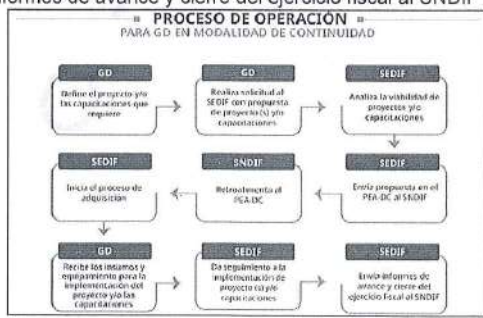 nformes de avance y cierre del ejercicio fiscal al SNDIF
PROCESO DE OPERACIÓN
PARA GD EN MODALIDAD DE CONTINUIDAD
GD
Define el proyecto y/o
las capacitaciones que
requiere
GD
Realiza solicitud al
SEDIF con propuesta
de proyecto(s) y/o
capacitaciones
SEDIF
Analiza la viabilidad de
proyectos y/o
capacitaciones
SEDIF
Inicia el proceso de
adquisición
SNDIF
Retroalimenta el
PEA-DC
SEDIF
Envía propuesta en el
PEA-DC al SNDIF
GD
Recibe los insumos y
equipamiento para la
implementación del
proyecto y/o las
capacitaciones
SEDIF
Da seguimiento a la
implementación de
proyecto(s) y/o
capacitaciones
SEDIF
Envía informes de
avance y cierre del
ejercicio fiscal al SNDIF